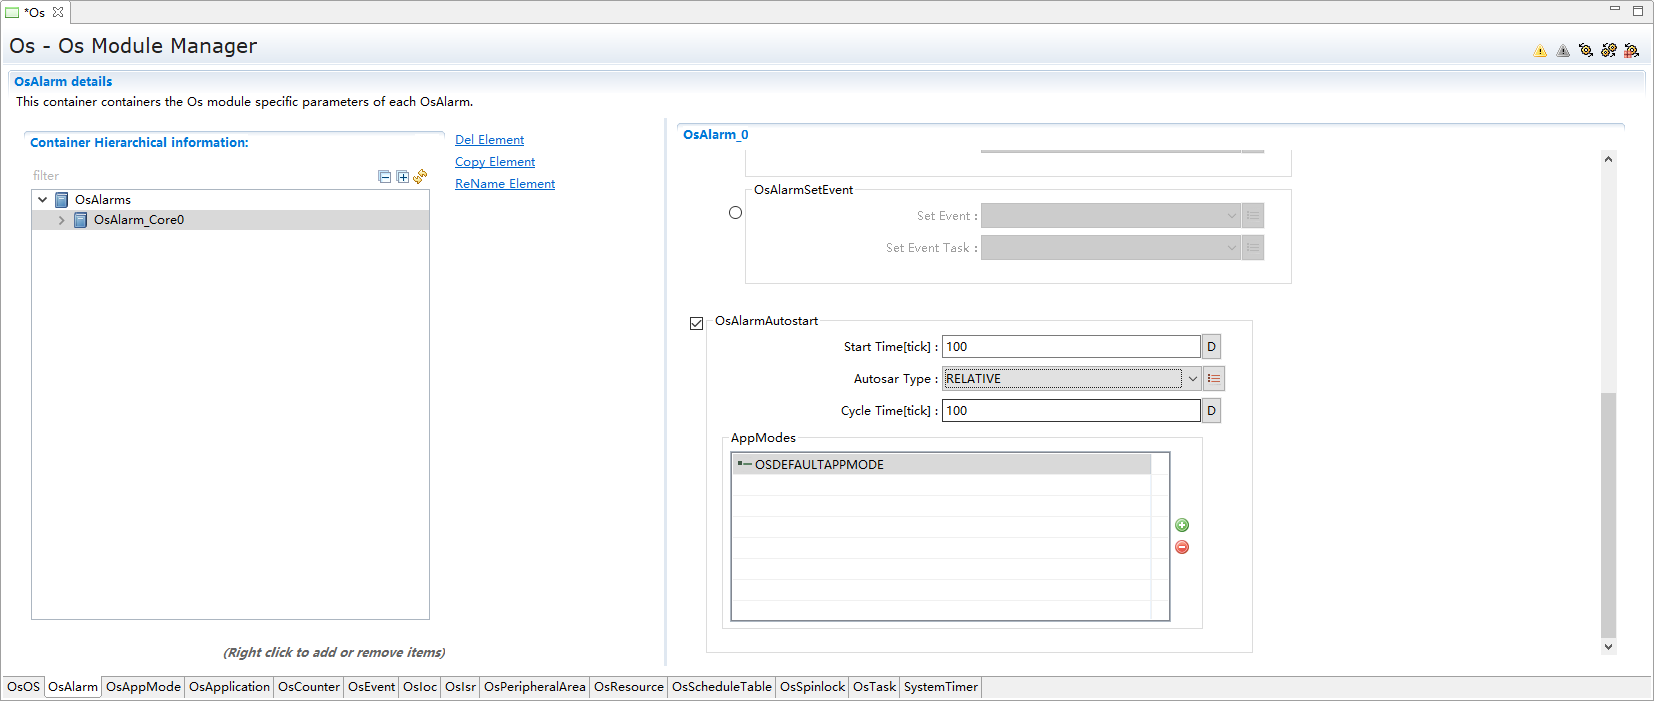 *Os
Os - Os Module Manager
OsAlarm details
This container containers the Os module specific parameters of each OsAlarm.
Container Hierarchical information:
filter
OsAlarms
OsAlarm_Core0
(Right click to add or remove items)
Del Element
Copy Element
ReName Element
OsAlarm_0
OsAlarmSetEvent
Set Event :
Set Event Task :
OsAlarmAutostart
Start Time[tick] : 100 D
Autosar Type : RELATIVE
Cycle Time[tick] : 100 D
AppModes
OSDEFAULTAPPMODE
OsOS OsAlarm OsAppMode OsApplication OsCounter OsEvent OsIoc OsIsr OsPeripheralArea OsResource OsScheduleTable OsSpinlock OsTask SystemTimer